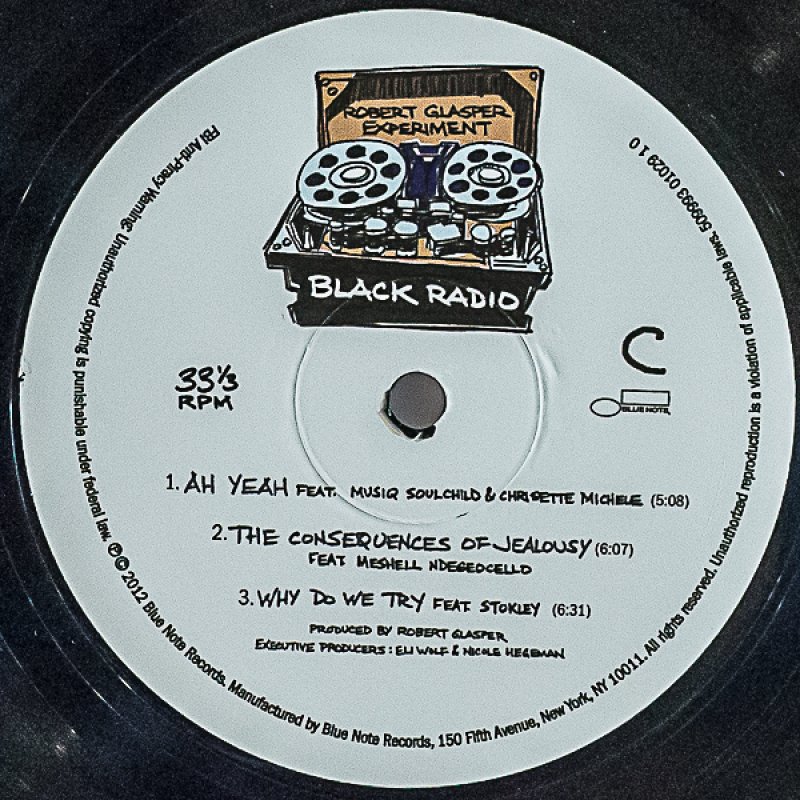 ROBERT GLASPER
EXPERIMENT
BLACK RADIO
33 ⅓
RPM
C
BLUE NOTE
1. AH YEAH FEAT. MUSIQ SOULCHILD & CHRISETTE MICHELE (5:08)
2. THE CONSEQUENCES OF JEALOUSY (6:07)
FEAT MESHELL NDEGEOCELLO
3. WHY DO WE TRY FEAT. STOKLEY (6:31)
PRODUCED BY ROBERT GLASPER
EXECUTIVE PRODUCERS: ELI WOLF & NICOLE HEGEMAN
FBI Anti-Piracy Warning: Unauthorized copying is punishable under federal law. ℗ © 2012 Blue Note Records. Manufactured by Blue Note Records, 150 Fifth Avenue, New York, NY 10011. All rights reserved. Unauthorized reproduction is a violation of applicable laws. 509993 01029 1 0